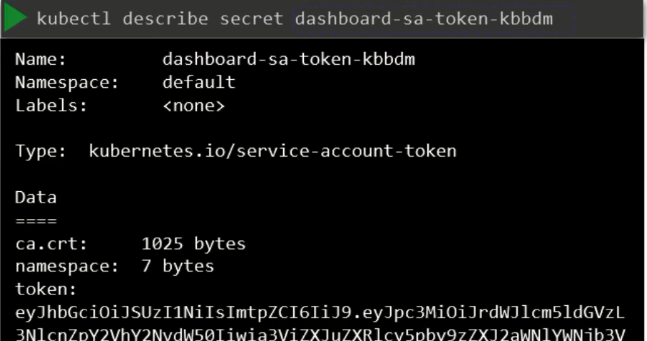 kubectl describe secret dashboard-sa-token-kbbdm
Name: dashboard-sa-token-kbbdm
Namespace: default
Labels: <none>
Type: kubernetes.io/service-account-token
Data
====
ca.crt: 1025 bytes
namespace: 7 bytes
token:
eyJhbGciOiJSUzI1NiIsImtpZCI6IiJ9.eyJpc3MiOiJrdWJlcm5ldGVzL
3NlcnZpY2VhY2NvdW50Iiwia3ViZXJuZXRlcy5pby9zZXJ2aWNlYWNjb3V